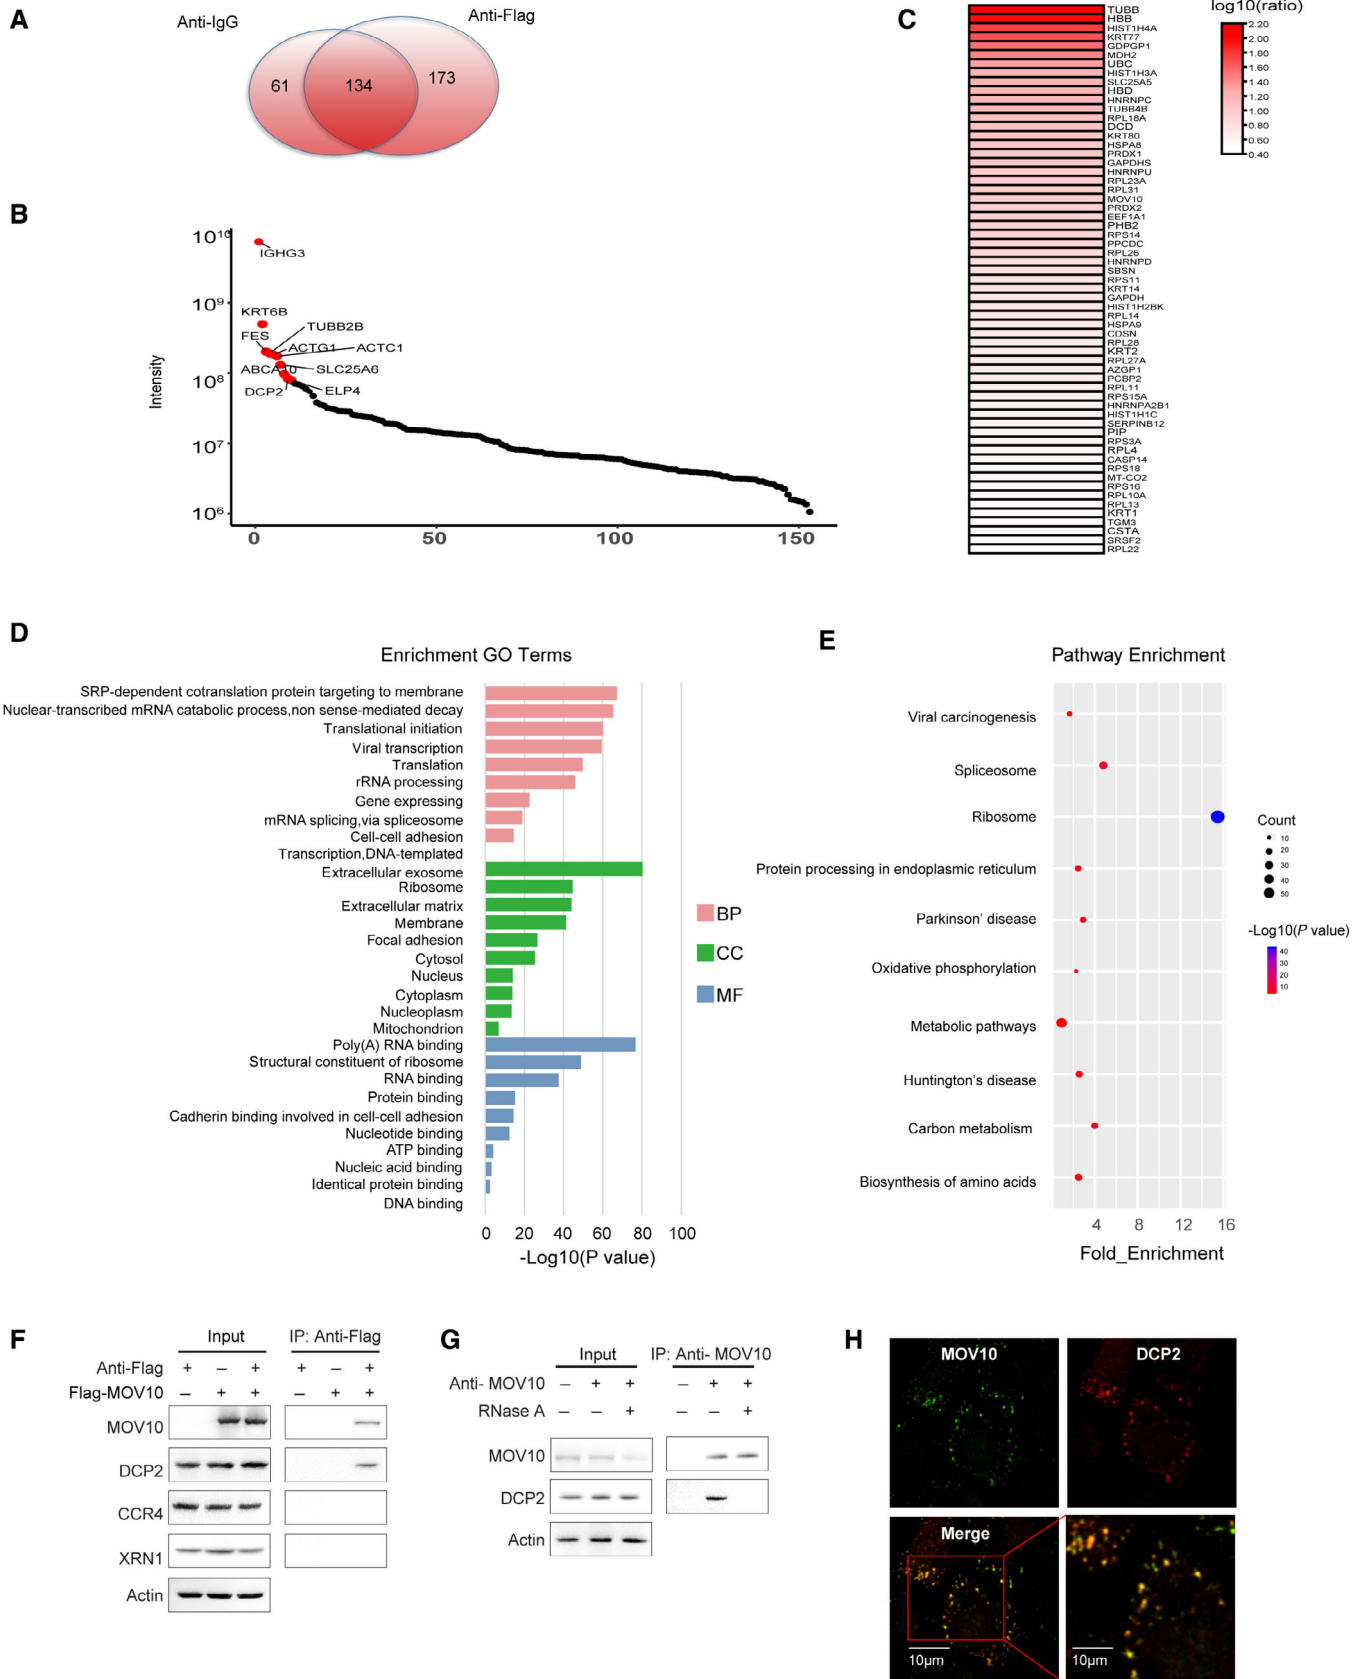 A
Anti-IgG
Anti-Flag
61
134
173
B
Intensity
10^10
10^9
10^8
10^7
10^6
IGHG3
KRT6B
FES
TUBB2B
ACTG1
ACTC1
ABCA10
SLC25A6
DCP2
ELP4
0
50
100
150
C
log10(ratio)
2.20
2.00
1.80
1.60
1.40
1.20
1.00
0.80
0.60
0.40
TUBB
HBB
HIST1H4A
KRT77
GDPGP1
MDH2
UBC
HIST1H3A
SLC25A5
HBD
HNRNPC
TUBB4B
RPL18A
DCD
KRT80
HSPA8
PRDX1
GAPDHS
HNRNPU
RPL23A
RPL31
MOV10
PRDX2
EEF1A1
PHB2
RPS14
PPCDC
RPL26
HNRNPD
SBSN
RPS11
KRT14
GAPDH
HIST1H2BK
RPL14
HSPA9
CDSN
RPL28
KRT2
RPL27A
AZGP1
PCBP2
RPL11
RPS15A
HNRNPA2B1
HIST1H1C
SERPINB12
PIP
RPS3A
RPL4
CASP14
RPS18
MT-CO2
RPS16
RPL10A
RPL13
KRT1
TGM3
CSTA
SRSF2
RPL22
D
Enrichment GO Terms
SRP-dependent cotranslation protein targeting to membrane
Nuclear-transcribed mRNA catabolic process,non sense-mediated decay
Translational initiation
Viral transcription
Translation
rRNA processing
Gene expressing
mRNA splicing,via spliceosome
Cell-cell adhesion
Transcription,DNA-templated
Extracellular exosome
Ribosome
Extracellular matrix
Membrane
Focal adhesion
Cytosol
Nucleus
Cytoplasm
Nucleoplasm
Mitochondrion
Poly(A) RNA binding
Structural constituent of ribosome
RNA binding
Protein binding
Cadherin binding involved in cell-cell adhesion
Nucleotide binding
ATP binding
Nucleic acid binding
Identical protein binding
DNA binding
0 20 40 60 80 100
-Log10(P value)
BP
CC
MF
E
Pathway Enrichment
Viral carcinogenesis
Spliceosome
Ribosome
Protein processing in endoplasmic reticulum
Parkinson' disease
Oxidative phosphorylation
Metabolic pathways
Huntington's disease
Carbon metabolism
Biosynthesis of amino acids
4 8 12 16
Fold_Enrichment
Count
10
20
30
40
50
-Log10(P value)
40
30
20
10
F
Input IP: Anti-Flag
Anti-Flag + – + + – +
Flag-MOV10 – + + – + +
MOV10
DCP2
CCR4
XRN1
Actin
G
Input IP: Anti- MOV10
Anti- MOV10 – + + – + +
RNase A – – + – – +
MOV10
DCP2
Actin
H
MOV10
DCP2
Merge
10μm
10μm